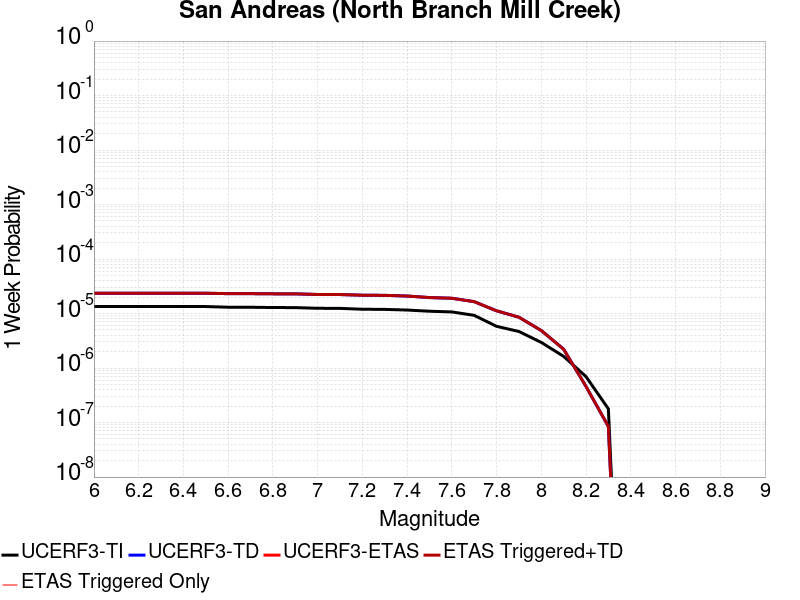 San Andreas (North Branch Mill Creek)
10^0
10^-1
10^-2
10^-3
10^-4
10^-5
10^-6
10^-7
10^-8
1 Week Probability
6 6.2 6.4 6.6 6.8 7 7.2 7.4 7.6 7.8 8 8.2 8.4 8.6 8.8 9
Magnitude
UCERF3-TI UCERF3-TD UCERF3-ETAS ETAS Triggered+TD
ETAS Triggered Only